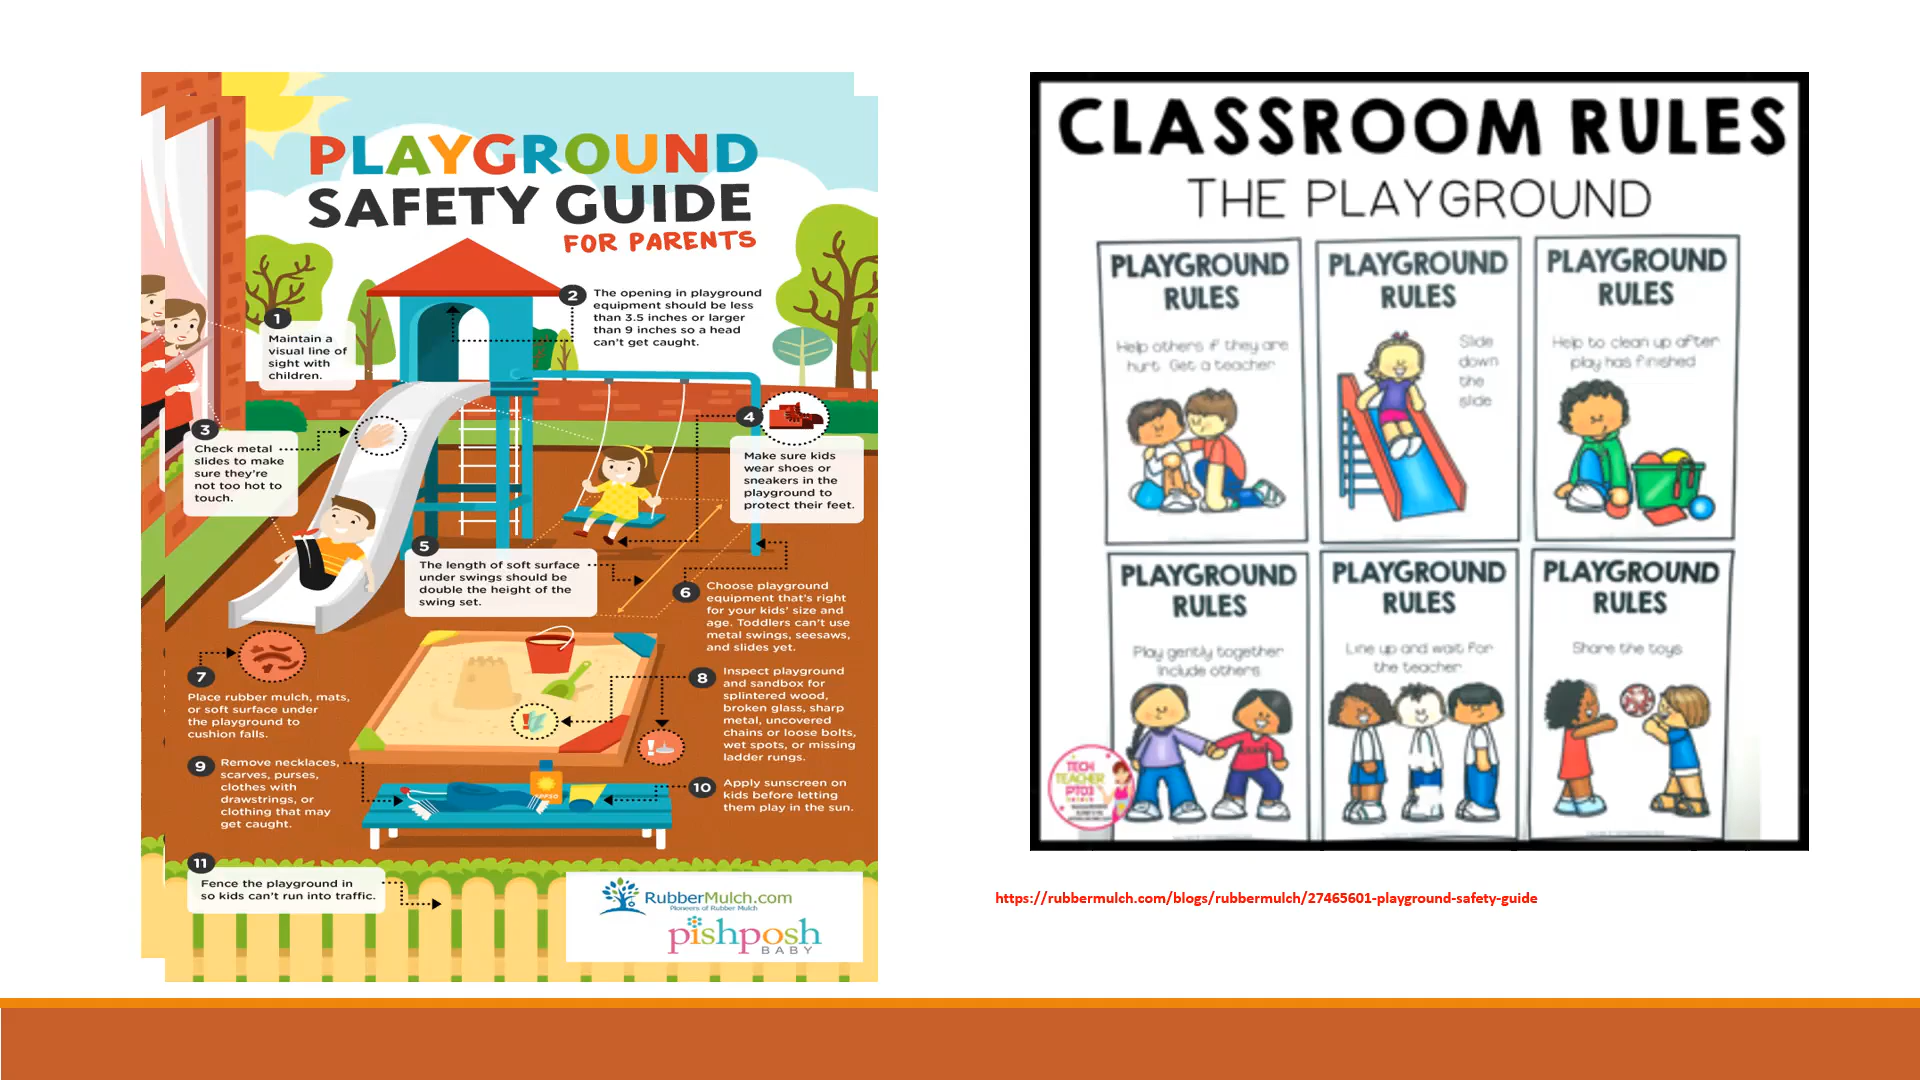 PLAYGROUND
SAFETY GUIDE
FOR PARENTS
1
Maintain a
visual line of
sight with
children.
2
The opening in playground
equipment should be less
than 3.5 inches or larger
than 9 inches so a head
can't get caught.
3
Check metal
slides to make
sure they're
not too hot to
touch.
4
Make sure kids
wear shoes or
sneakers in the
playground to
protect their feet.
5
The length of soft surface
under swings should be
double the height of the
swing set.
6
Choose playground
equipment that's right
for your kids' size and
age. Toddlers can't use
metal swings, seesaws,
and slides yet.
7
Place rubber mulch, mats,
or soft surface under
the playground to
cushion falls.
8
Inspect playground
and sandbox for
splintered wood,
broken glass, sharp
metal, uncovered
chains or loose bolts,
wet spots, or missing
ladder rungs.
9
Remove necklaces,
scarves, purses,
clothes with
drawstrings, or
clothing that may
get caught.
10
Apply sunscreen on
kids before letting
them play in the sun.
11
Fence the playground in
so kids can't run into traffic.
RubberMulch.com
Pioneers of Rubber Mulch
pishposh
BABY
CLASSROOM RULES
THE PLAYGROUND
PLAYGROUND
RULES
Help others if they are
hurt. Get a teacher
PLAYGROUND
RULES
Slide
down
the
slide
PLAYGROUND
RULES
Help to clean up after
play has finished
PLAYGROUND
RULES
Play gently together
include others
PLAYGROUND
RULES
Line up and wait for
the teacher
PLAYGROUND
RULES
Share the toys
TECH
TEACHER
PTO3
https://rubbermulch.com/blogs/rubbermulch/27465601-playground-safety-guide